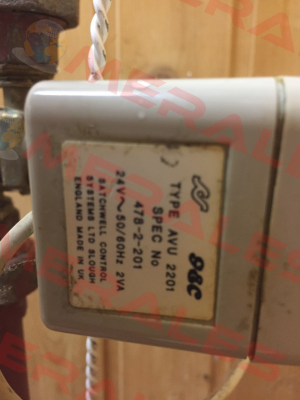 TYPE AVU 2201
SPEC No
478-2-201
24V~50/60Hz 2VA
SATCHWELL CONTROL
SYSTEMS LTD SLOUGH
ENGLAND MADE IN UK